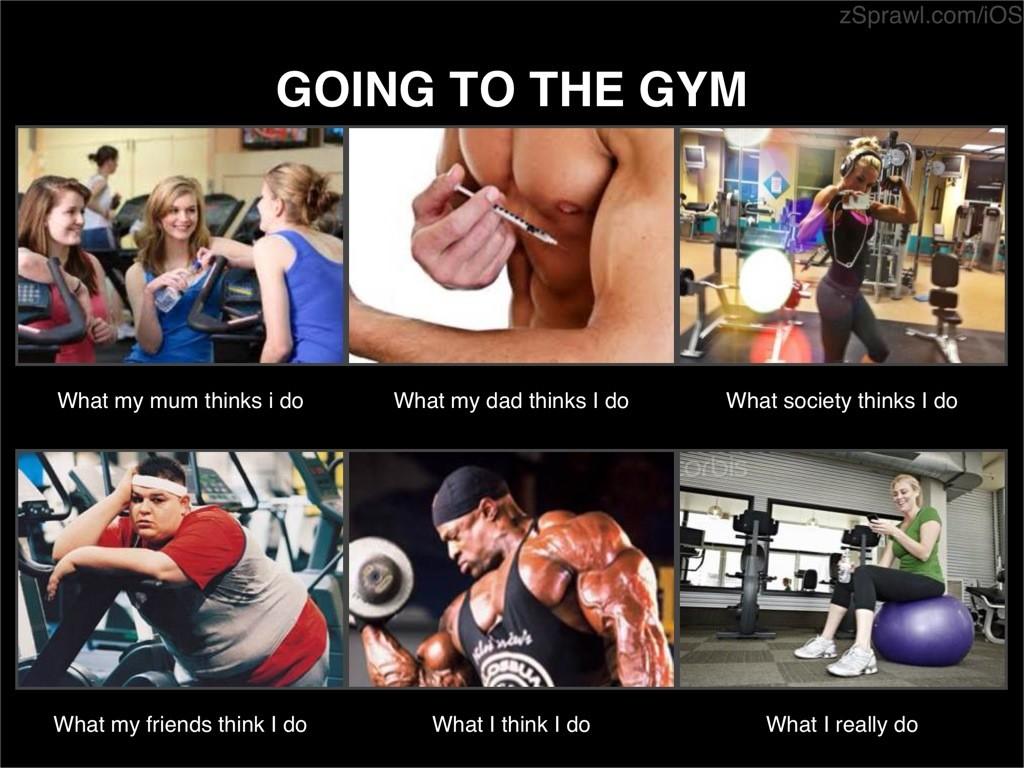 zSprawl.com/iOS
GOING TO THE GYM
What my mum thinks i do
What my dad thinks I do
What society thinks I do
orbis
What my friends think I do
What I think I do
What I really do